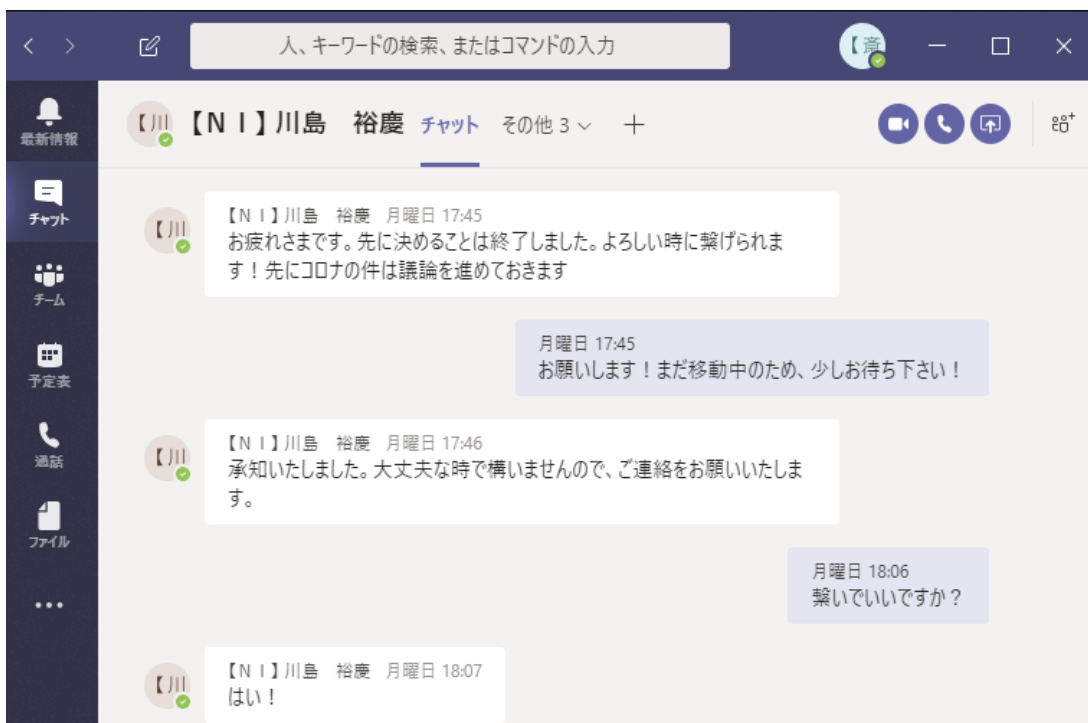 人、キーワードの検索、またはコマンドの入力
【斎
最新情報
チャット
チーム
予定表
通話
ファイル
【川
【ＮＩ】川島　裕慶 チャット その他 3
【川
【ＮＩ】川島　裕慶 月曜日 17:45
お疲れさまです。先に決めることは終了しました。よろしい時に繋げられま
す！先にコロナの件は議論を進めておきます
月曜日 17:45
お願いします！まだ移動中のため、少しお待ち下さい！
【川
【ＮＩ】川島　裕慶 月曜日 17:46
承知いたしました。大丈夫な時で構いませんので、ご連絡をお願いいたしま
す。
月曜日 18:06
繋いでいいですか？
【川
【ＮＩ】川島　裕慶 月曜日 18:07
はい！